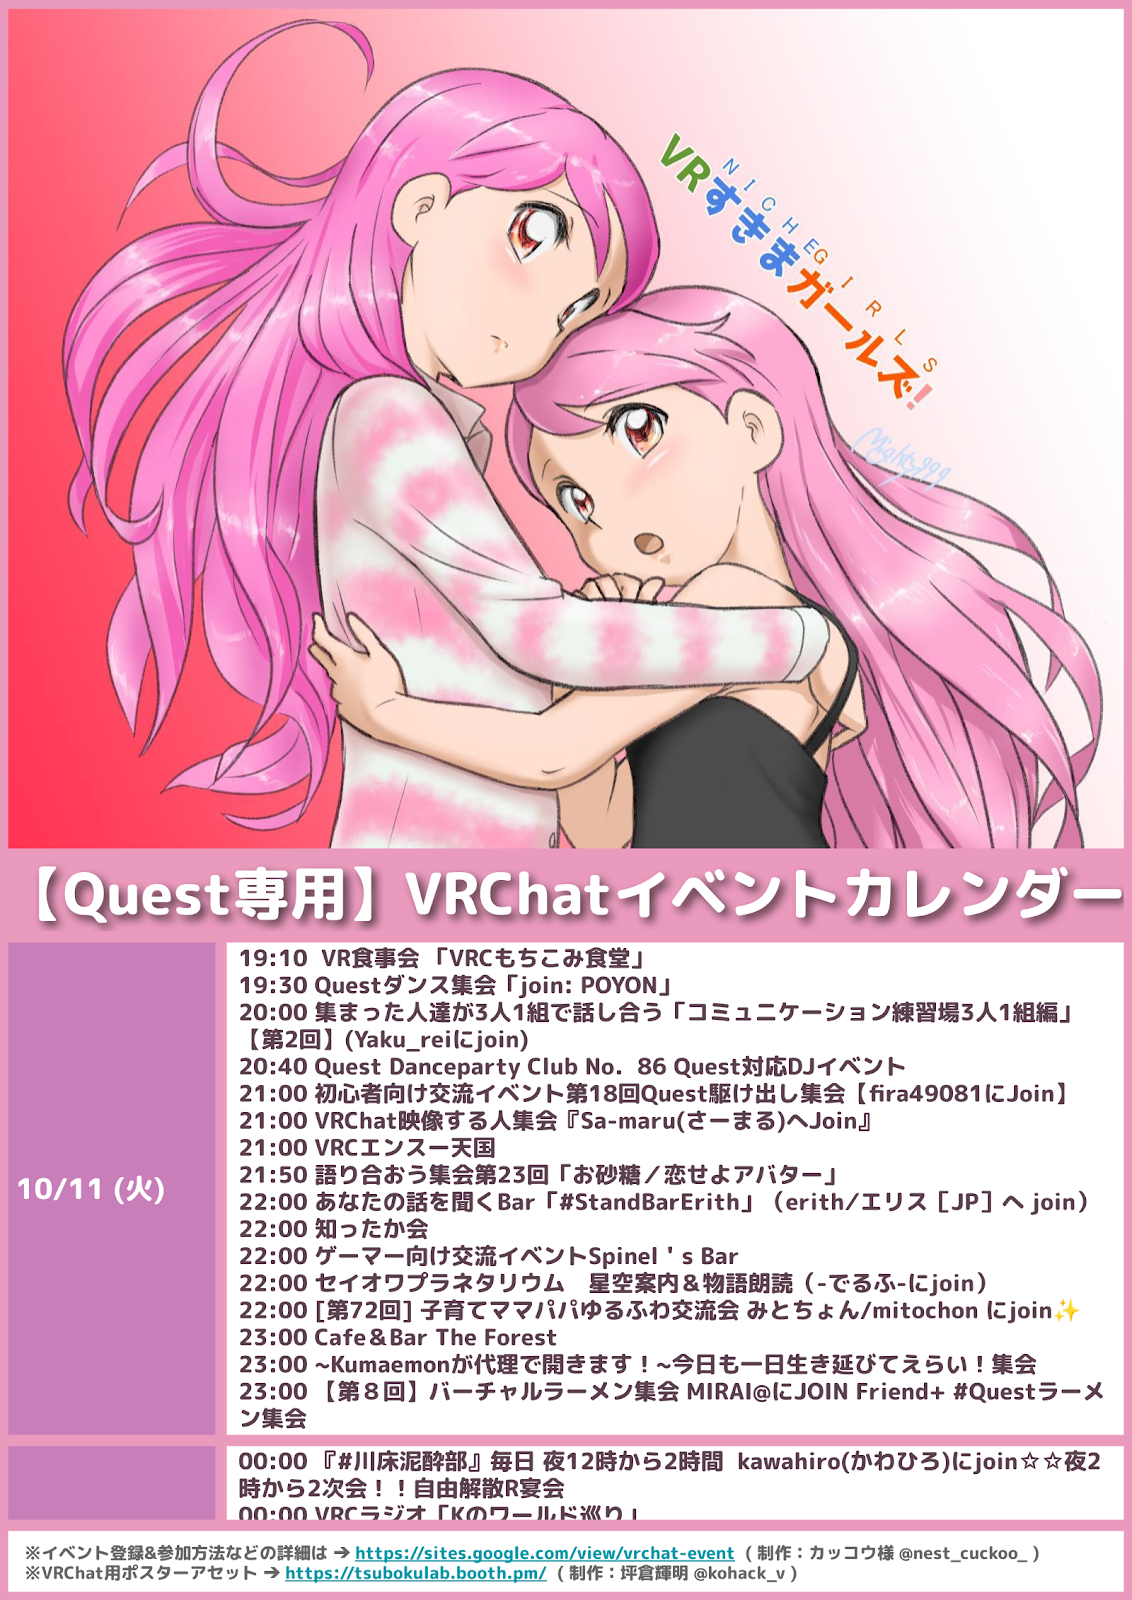 VRすきまガールズ!
NICHEGIRLS
Mighty999
【Quest専用】VRChatイベントカレンダー
10/11 (火)
19:10 VR食事会 「VRCもちこみ食堂」
19:30 Questダンス集会「join: POYON」
20:00 集まった人達が3人1組で話し合う「コミュニケーション練習場3人1組編」
【第2回】(Yaku_reiにjoin)
20:40 Quest Danceparty Club No. 86 Quest対応DJイベント
21:00 初心者向け交流イベント第18回Quest駆け出し集会【fira49081にJoin】
21:00 VRChat映像する人集会『Sa-maru(さーまる)へJoin』
21:00 VRCエンスー天国
21:50 語り合おう集会第23回「お砂糖／恋せよアバター」
22:00 あなたの話を聞くBar「#StandBarErith」（erith/エリス［JP］へ join）
22:00 知ったか会
22:00 ゲーマー向け交流イベントSpinel＇s Bar
22:00 セイオワプラネタリウム　星空案内＆物語朗読（-でるふ-にjoin）
22:00 [第72回] 子育てママパパゆるふわ交流会 みとちょん/mitochon にjoin✨
23:00 Cafe＆Bar The Forest
23:00 ~Kumaemonが代理で開きます！~今日も一日生き延びてえらい！集会
23:00 【第８回】バーチャルラーメン集会 MIRAI@にJOIN Friend+ #Questラーメ
ン集会
00:00 『#川床泥酔部』毎日 夜12時から2時間 kawahiro(かわひろ)にjoin☆☆夜2
時から2次会！！自由解散R宴会
00:00 VRCラジオ「Kのワールド巡り」
※イベント登録&参加方法などの詳細は ➔ https://sites.google.com/view/vrchat-event （制作：カッコウ様 @nest_cuckoo_ ）
※VRChat用ポスターアセット ➔ https://tsubokulab.booth.pm/ （制作：坪倉輝明 @kohack_v ）